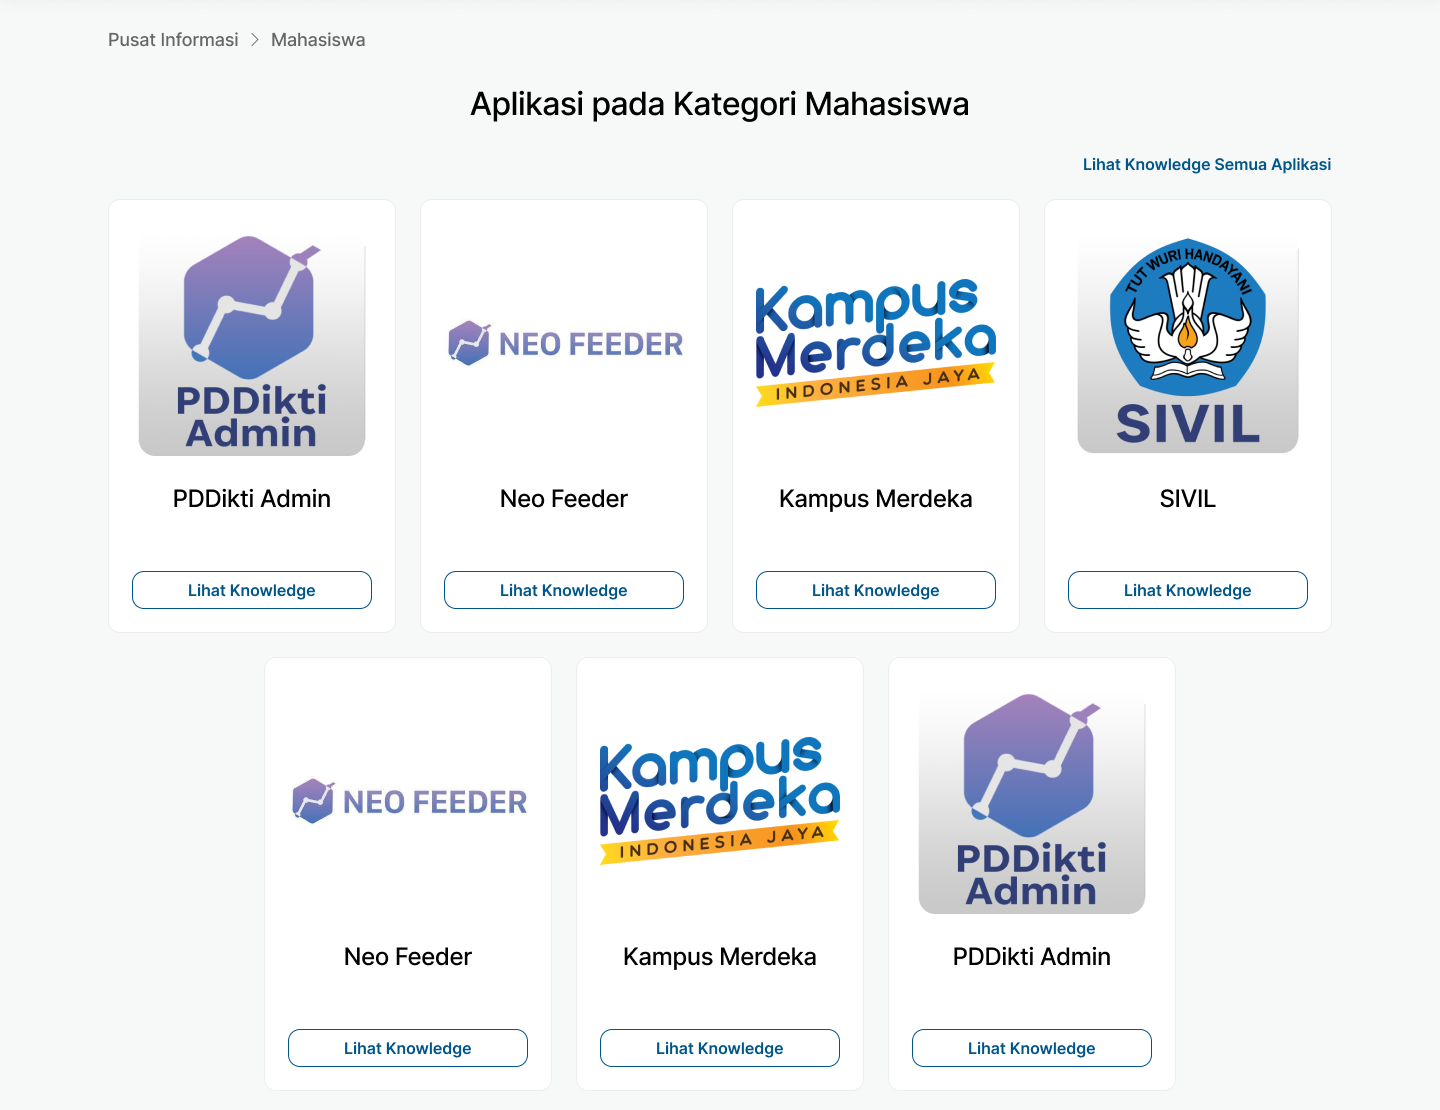 Pusat Informasi > Mahasiswa
Aplikasi pada Kategori Mahasiswa
Lihat Knowledge Semua Aplikasi
PDDikti
Admin
PDDikti Admin
Lihat Knowledge
NEO FEEDER
Neo Feeder
Lihat Knowledge
Kampus
Merdeka
INDONESIA JAYA
Kampus Merdeka
Lihat Knowledge
TUT WURI HANDAYANI
SIVIL
SIVIL
Lihat Knowledge
NEO FEEDER
Neo Feeder
Lihat Knowledge
Kampus
Merdeka
INDONESIA JAYA
Kampus Merdeka
Lihat Knowledge
PDDikti
Admin
PDDikti Admin
Lihat Knowledge